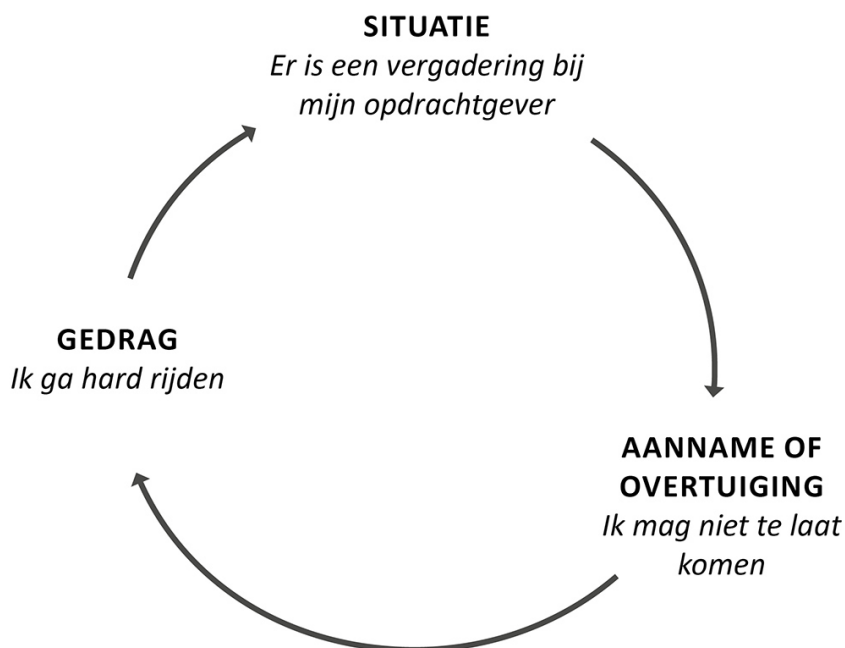 SITUATIE
Er is een vergadering bij
mijn opdrachtgever
GEDRAG
Ik ga hard rijden
AANNAME OF
OVERTUIGING
Ik mag niet te laat
komen